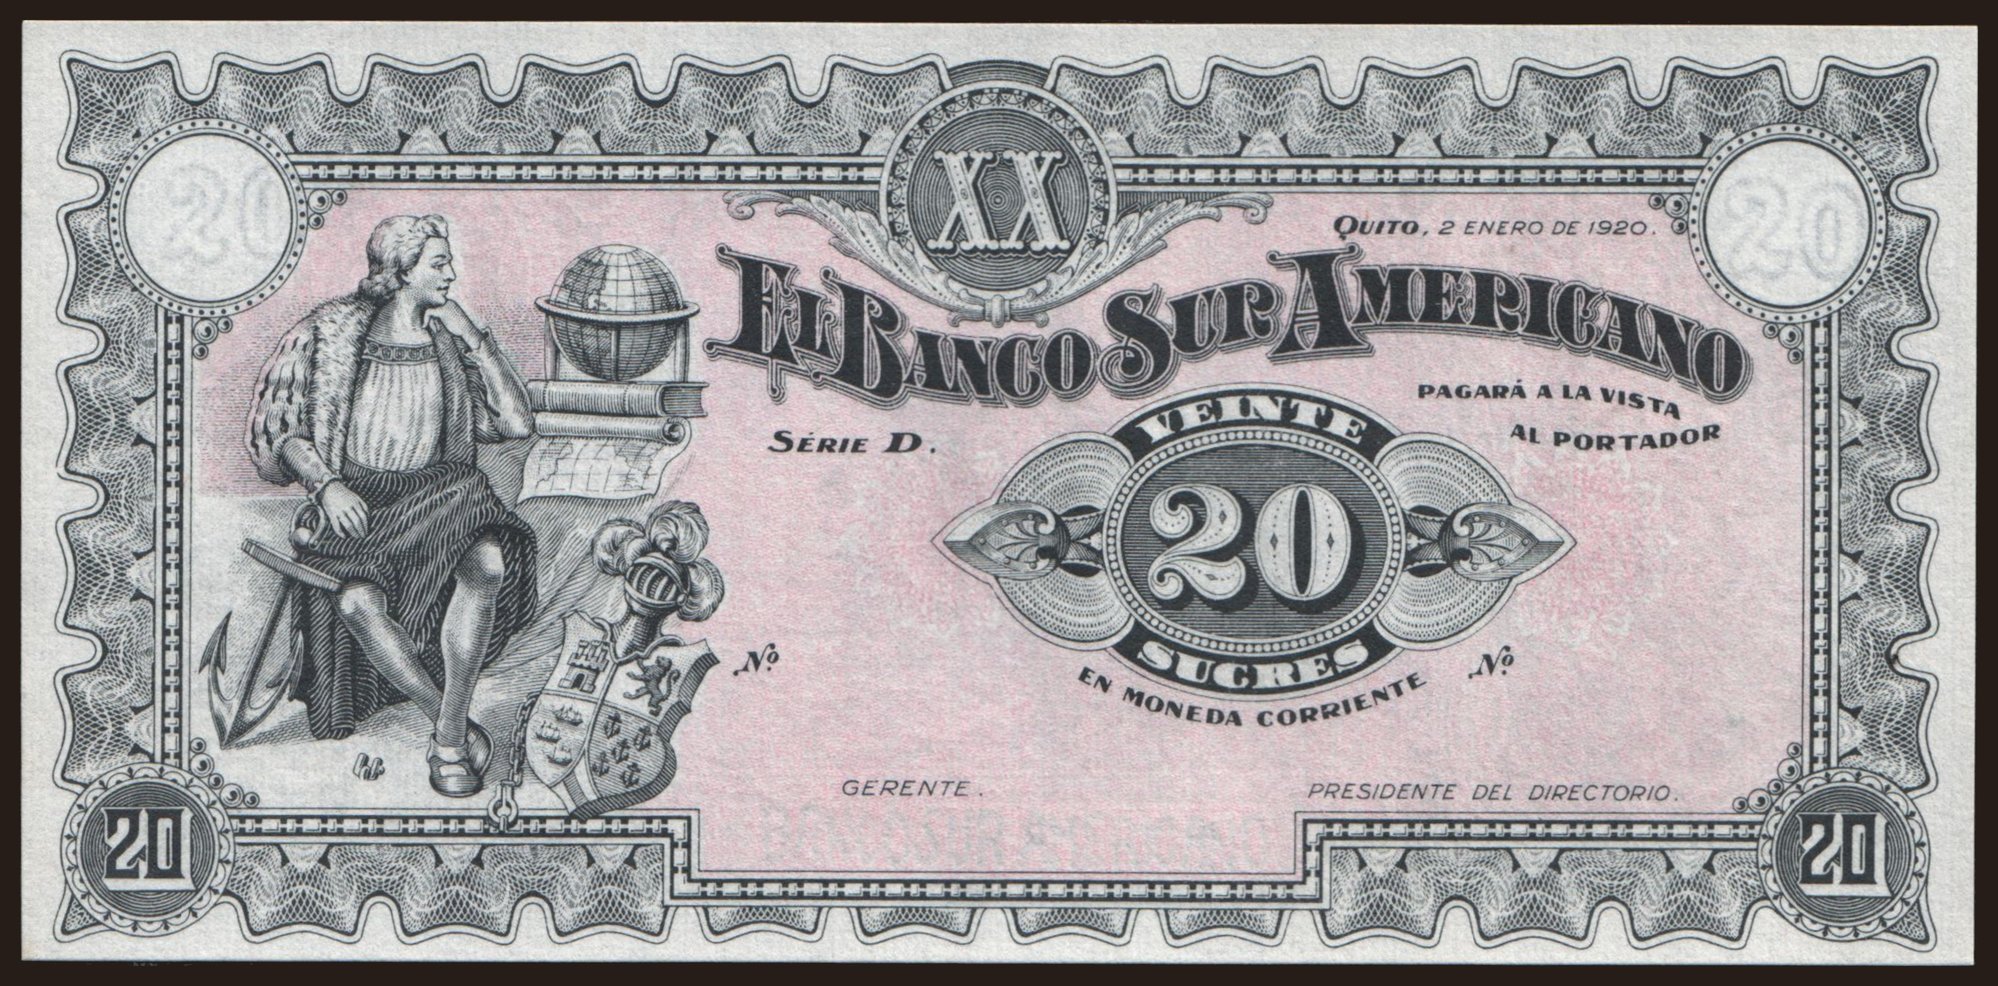 XX
20
20
QUITO, 2 ENERO DE 1920.
EL BANCO SUR AMERICANO
PAGARÁ A LA VISTA
AL PORTADOR
SÉRIE D.
VEINTE
20
SUCRES
EN MONEDA CORRIENTE
Nº
Nº
GERENTE.
PRESIDENTE DEL DIRECTORIO.
20
20